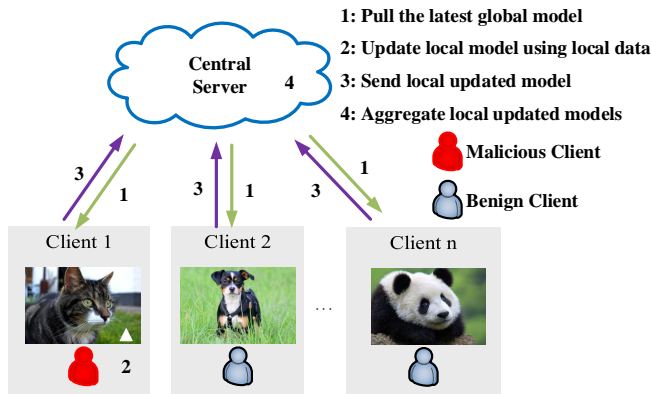 1: Pull the latest global model
2: Update local model using local data
3: Send local updated model
4: Aggregate local updated models
Central
Server 4
Malicious Client
Benign Client
3
1
3
1
3
1
Client 1
Client 2
Client n
...
2